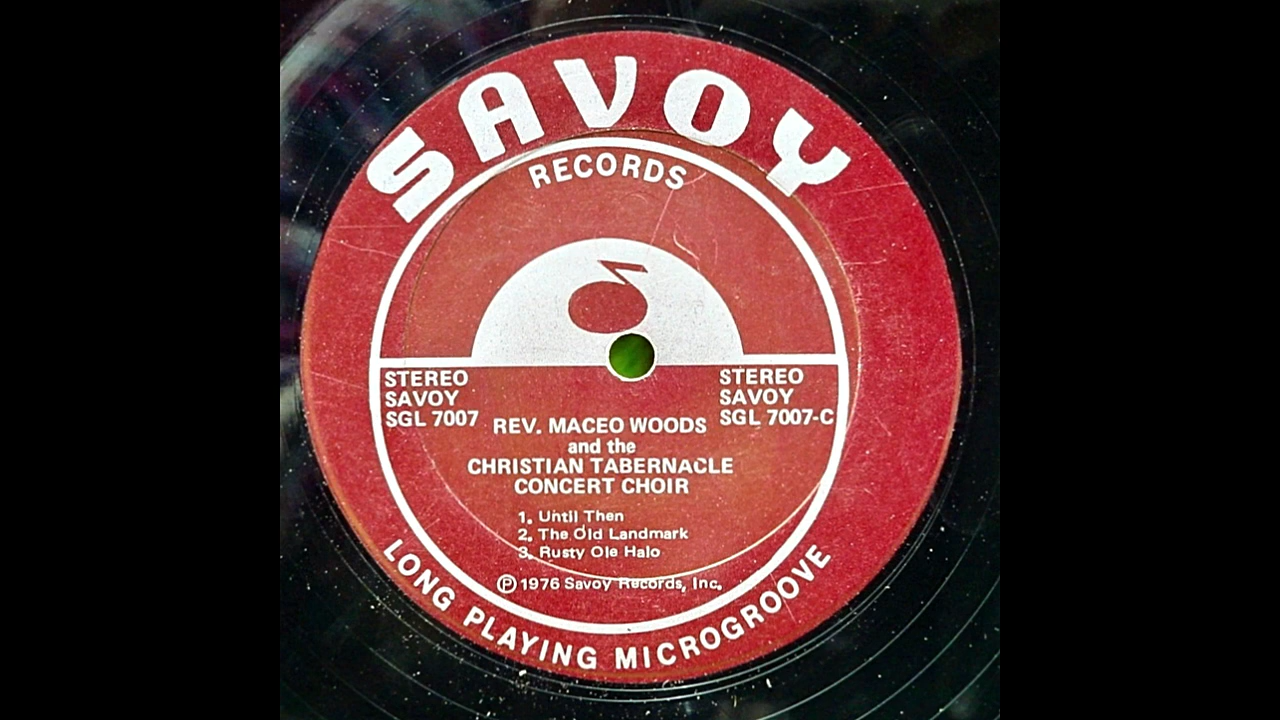 SAVOY
RECORDS
STEREO
SAVOY
SGL 7007
STEREO
SAVOY
SGL 7007-C
REV. MACEO WOODS
and the
CHRISTIAN TABERNACLE
CONCERT CHOIR
1. Until Then
2. The Old Landmark
3. Rusty Ole Halo
℗ 1976 Savoy Records, Inc.
LONG PLAYING MICROGROOVE